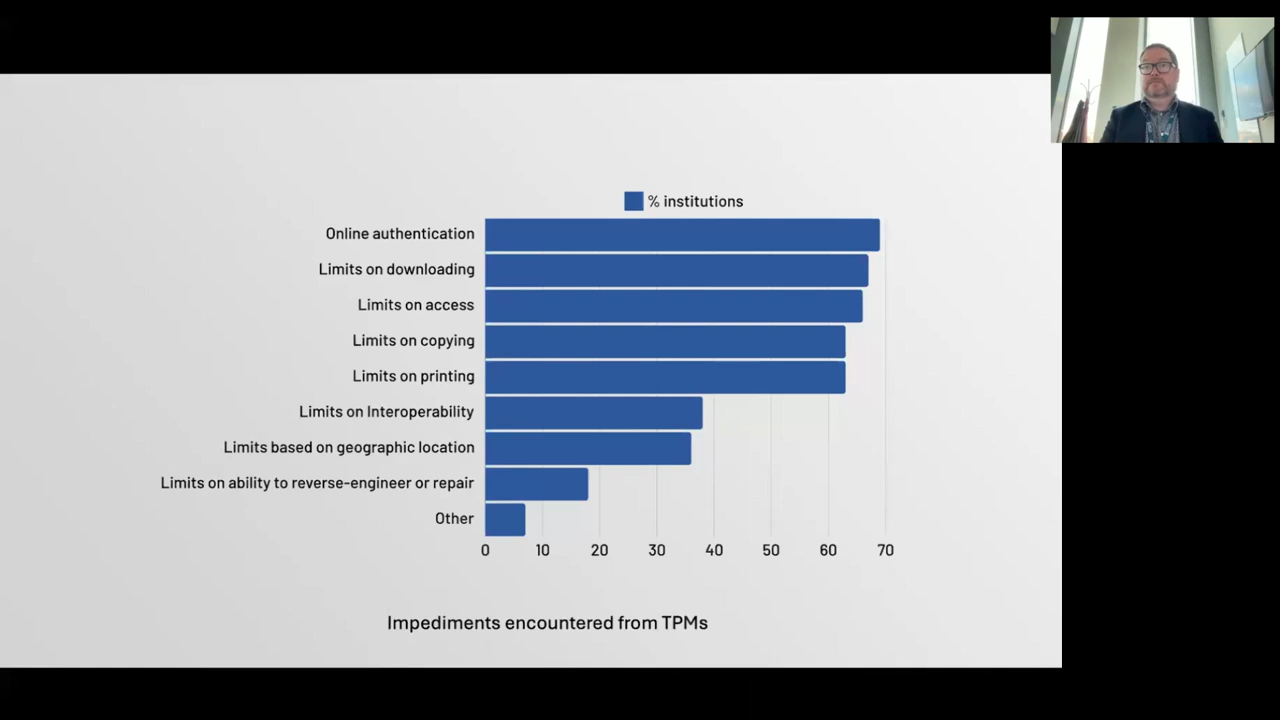 % institutions
Online authentication
Limits on downloading
Limits on access
Limits on copying
Limits on printing
Limits on Interoperability
Limits based on geographic location
Limits on ability to reverse-engineer or repair
Other
0 10 20 30 40 50 60 70
Impediments encountered from TPMs